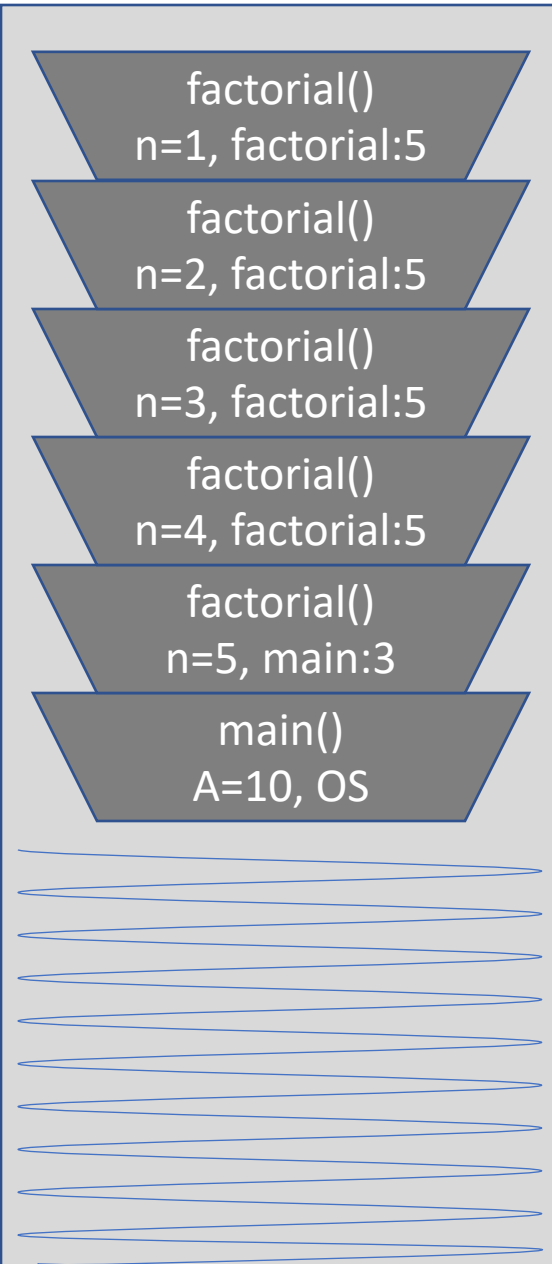 factorial()
n=1, factorial:5
factorial()
n=2, factorial:5
factorial()
n=3, factorial:5
factorial()
n=4, factorial:5
factorial()
n=5, main:3
main()
A=10, OS